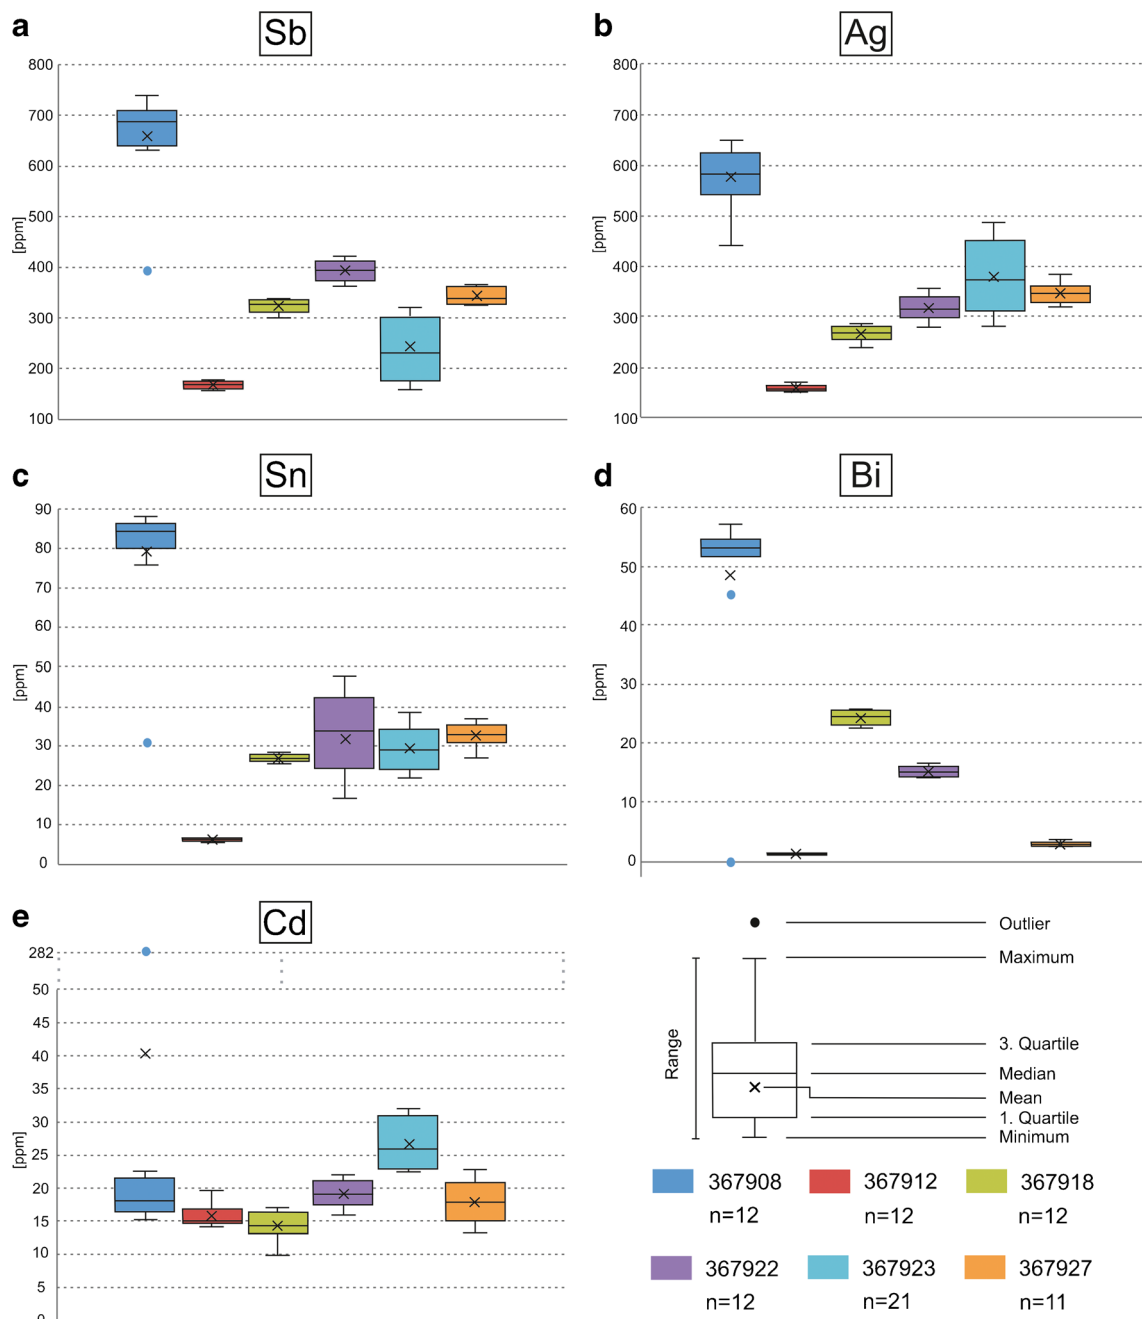 a
Sb
800
700
600
500
400
300
200
100
[ppm]
b
Ag
800
700
600
500
400
300
200
100
[ppm]
c
Sn
90
80
70
60
50
40
30
20
10
0
[ppm]
d
Bi
60
50
40
30
20
10
0
[ppm]
e
Cd
282
50
45
40
35
30
25
20
15
10
5
0
[ppm]
Outlier
Maximum
3. Quartile
Median
Mean
1. Quartile
Minimum
Range
367908
n=12
367912
n=12
367918
n=12
367922
n=12
367923
n=21
367927
n=11